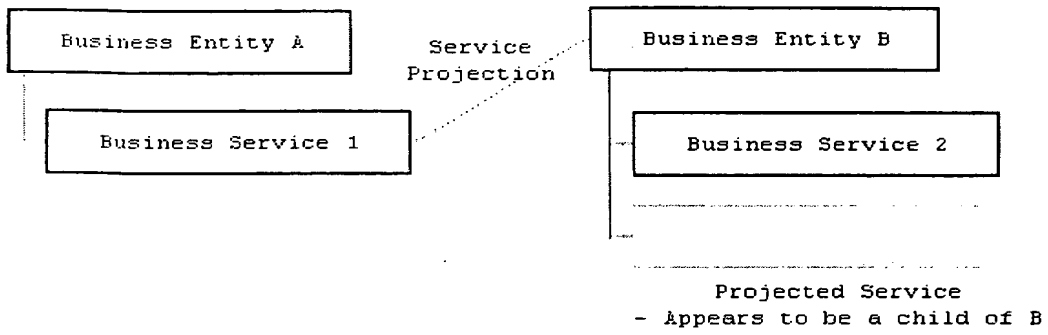 Business Entity A
Service
Projection
Business Entity B
Business Service 1
Business Service 2
Projected Service
- Appears to be a child of B